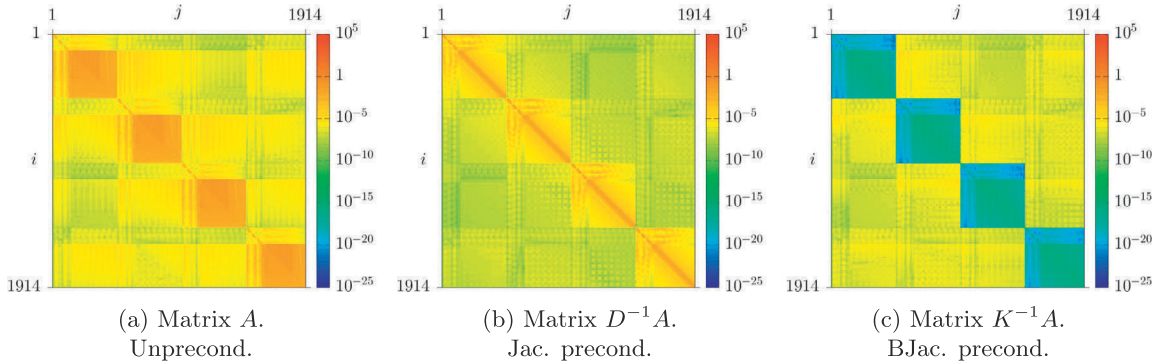 1 j 1914
1
i
1914
10^5
1
10^-5
10^-10
10^-15
10^-20
10^-25
(a) Matrix A.
Unprecond.
1 j 1914
1
i
1914
10^5
1
10^-5
10^-10
10^-15
10^-20
10^-25
(b) Matrix D^-1A.
Jac. precond.
1 j 1914
1
i
1914
10^5
1
10^-5
10^-10
10^-15
10^-20
10^-25
(c) Matrix K^-1A.
BJac. precond.